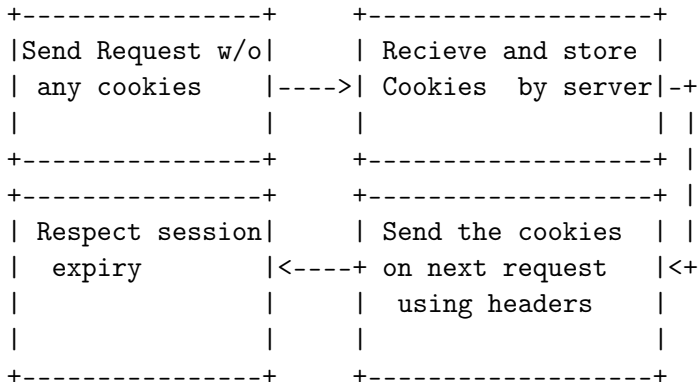 Send Request w/o
any cookies
Recieve and store
Cookies by server
Respect session
expiry
Send the cookies
on next request
using headers